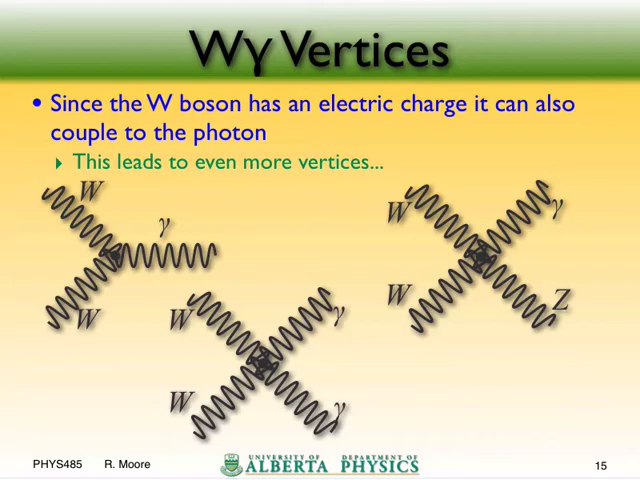 Wγ Vertices
• Since the W boson has an electric charge it can also
couple to the photon
▸ This leads to even more vertices...
W
γ
W
W
γ
W
γ
W
γ
W
Z
PHYS485 R. Moore
UNIVERSITY OF ALBERTA
DEPARTMENT OF PHYSICS
15